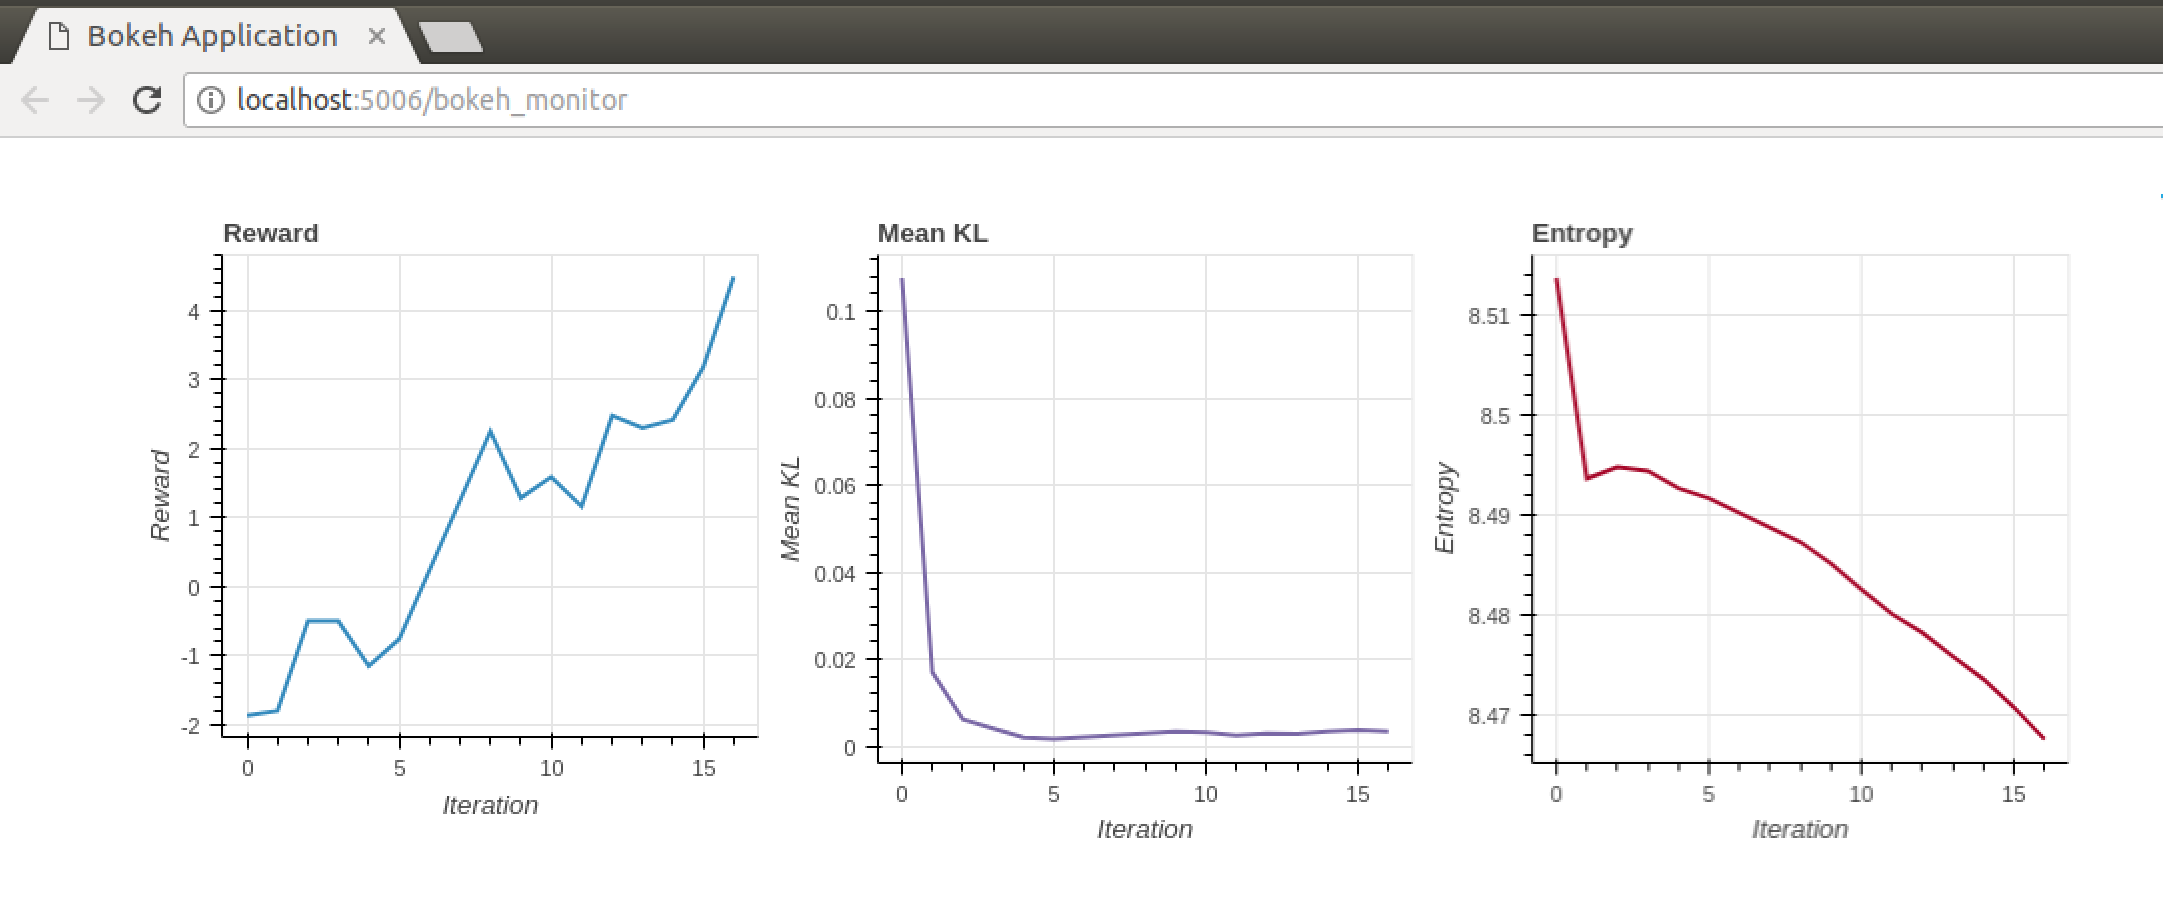 Bokeh Application
localhost:5006/bokeh_monitor
Reward
Reward
4
3
2
1
0
-1
-2
0 5 10 15
Iteration
Mean KL
Mean KL
0.1
0.08
0.06
0.04
0.02
0
0 5 10 15
Iteration
Entropy
Entropy
8.51
8.5
8.49
8.48
8.47
0 5 10 15
Iteration